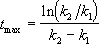 t_max = ln(k_2/k_1) / (k_2 − k_1)